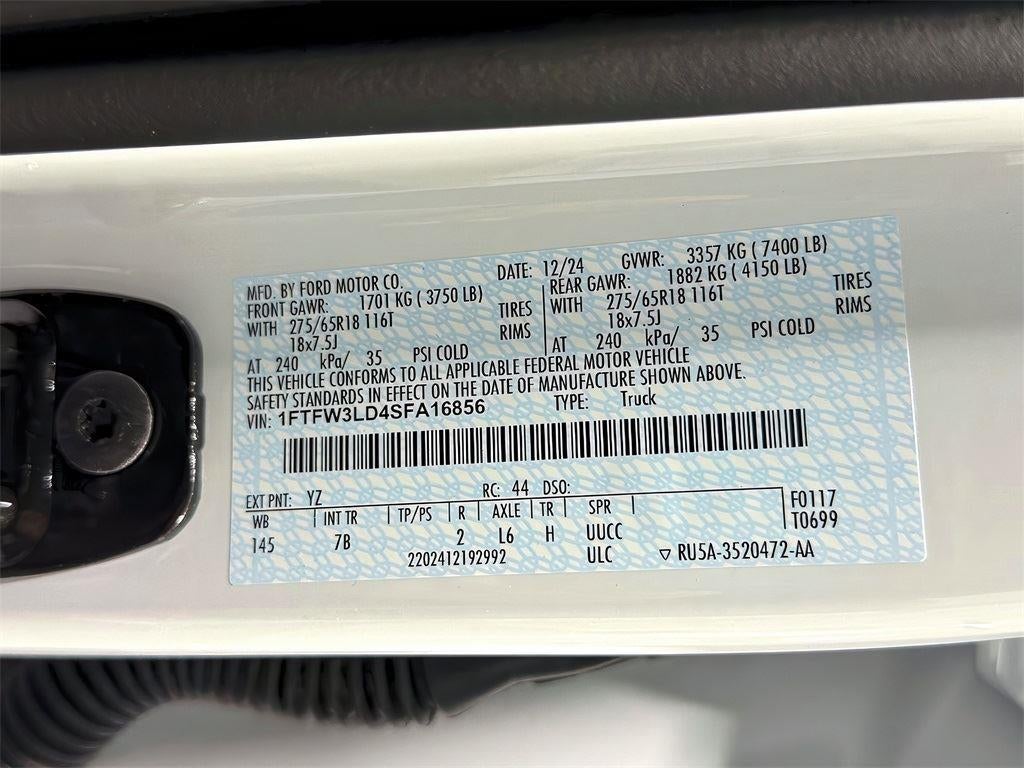 MFD. BY FORD MOTOR CO. DATE: 12/24 GVWR: 3357 KG ( 7400 LB)
FRONT GAWR: 1701 KG ( 3750 LB) REAR GAWR: 1882 KG ( 4150 LB)
WITH 275/65R18 116T TIRES WITH 275/65R18 116T TIRES
18x7.5J RIMS 18x7.5J RIMS
AT 240 kPa/ 35 PSI COLD AT 240 kPa/ 35 PSI COLD
THIS VEHICLE CONFORMS TO ALL APPLICABLE FEDERAL MOTOR VEHICLE
SAFETY STANDARDS IN EFFECT ON THE DATE OF MANUFACTURE SHOWN ABOVE.
VIN: 1FTFW3LD4SFA16856 TYPE: Truck
EXT PNT: YZ RC: 44 DSO:
WB INT TR TP/PS R AXLE TR SPR F0117
145 7B 2 L6 H UUCC T0699
2202412192992 ULC ▽ RU5A-3520472-AA